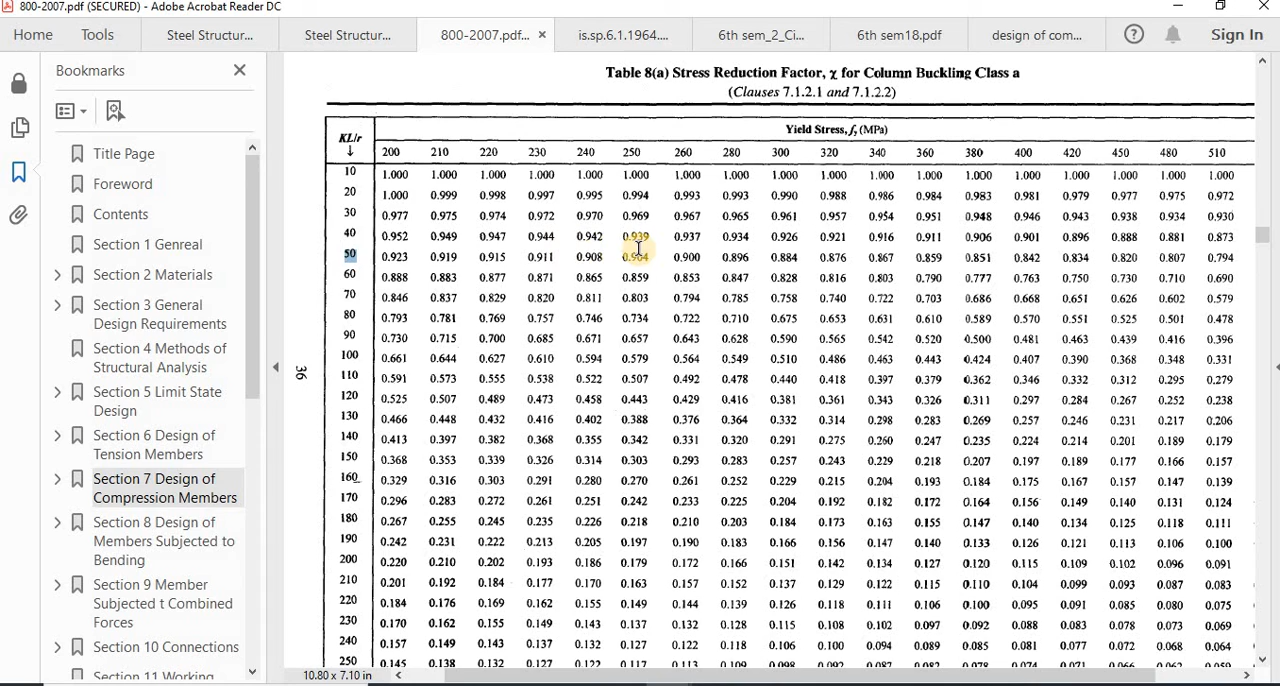 800-2007.pdf (SECURED) - Adobe Acrobat Reader DC
Home Tools Steel Structur... Steel Structur... 800-2007.pdf... × is.sp.6.1.1964.... 6th sem_2_Ci... 6th sem18.pdf design of com... Sign In
Bookmarks
Title Page
Foreword
Contents
Section 1 Genreal
Section 2 Materials
Section 3 General
Design Requirements
Section 4 Methods of
Structural Analysis
Section 5 Limit State
Design
Section 6 Design of
Tension Members
Section 7 Design of
Compression Members
Section 8 Design of
Members Subjected to
Bending
Section 9 Member
Subjected t Combined
Forces
Section 10 Connections
Section 11 Working
36
Table 8(a) Stress Reduction Factor, χ for Column Buckling Class a
(Clauses 7.1.2.1 and 7.1.2.2)
KL/r Yield Stress, fy (MPa)
↓ 200 210 220 230 240 250 260 280 300 320 340 360 380 400 420 450 480 510
10 1.000 1.000 1.000 1.000 1.000 1.000 1.000 1.000 1.000 1.000 1.000 1.000 1.000 1.000 1.000 1.000 1.000 1.000
20 1.000 0.999 0.998 0.997 0.995 0.994 0.993 0.993 0.990 0.988 0.986 0.984 0.983 0.981 0.979 0.977 0.975 0.972
30 0.977 0.975 0.974 0.972 0.970 0.969 0.967 0.965 0.961 0.957 0.954 0.951 0.948 0.946 0.943 0.938 0.934 0.930
40 0.952 0.949 0.947 0.944 0.942 0.939 0.937 0.934 0.926 0.921 0.916 0.911 0.906 0.901 0.896 0.888 0.881 0.873
50 0.923 0.919 0.915 0.911 0.908 0.904 0.900 0.896 0.884 0.876 0.867 0.859 0.851 0.842 0.834 0.820 0.807 0.794
60 0.888 0.883 0.877 0.871 0.865 0.859 0.853 0.847 0.828 0.816 0.803 0.790 0.777 0.763 0.750 0.730 0.710 0.690
70 0.846 0.837 0.829 0.820 0.811 0.803 0.794 0.785 0.758 0.740 0.722 0.703 0.686 0.668 0.651 0.626 0.602 0.579
80 0.793 0.781 0.769 0.757 0.746 0.734 0.722 0.710 0.675 0.653 0.631 0.610 0.589 0.570 0.551 0.525 0.501 0.478
90 0.730 0.715 0.700 0.685 0.671 0.657 0.643 0.628 0.590 0.565 0.542 0.520 0.500 0.481 0.463 0.439 0.416 0.396
100 0.661 0.644 0.627 0.610 0.594 0.579 0.564 0.549 0.510 0.486 0.463 0.443 0.424 0.407 0.390 0.368 0.348 0.331
110 0.591 0.573 0.555 0.538 0.522 0.507 0.492 0.478 0.440 0.418 0.397 0.379 0.362 0.346 0.332 0.312 0.295 0.279
120 0.525 0.507 0.489 0.473 0.458 0.443 0.429 0.416 0.381 0.361 0.343 0.326 0.311 0.297 0.284 0.267 0.252 0.238
130 0.466 0.448 0.432 0.416 0.402 0.388 0.376 0.364 0.332 0.314 0.298 0.283 0.269 0.257 0.246 0.231 0.217 0.206
140 0.413 0.397 0.382 0.368 0.355 0.342 0.331 0.320 0.291 0.275 0.260 0.247 0.235 0.224 0.214 0.201 0.189 0.179
150 0.368 0.353 0.339 0.326 0.314 0.303 0.293 0.283 0.257 0.243 0.229 0.218 0.207 0.197 0.189 0.177 0.166 0.157
160 0.329 0.316 0.303 0.291 0.280 0.270 0.261 0.252 0.229 0.215 0.204 0.193 0.184 0.175 0.167 0.157 0.147 0.139
170 0.296 0.283 0.272 0.261 0.251 0.242 0.233 0.225 0.204 0.192 0.182 0.172 0.164 0.156 0.149 0.140 0.131 0.124
180 0.267 0.255 0.245 0.235 0.226 0.218 0.210 0.203 0.184 0.173 0.163 0.155 0.147 0.140 0.134 0.125 0.118 0.111
190 0.242 0.231 0.222 0.213 0.205 0.197 0.190 0.183 0.166 0.156 0.147 0.140 0.133 0.126 0.121 0.113 0.106 0.100
200 0.220 0.210 0.202 0.193 0.186 0.179 0.172 0.166 0.151 0.142 0.134 0.127 0.120 0.115 0.109 0.102 0.096 0.091
210 0.201 0.192 0.184 0.177 0.170 0.163 0.157 0.152 0.137 0.129 0.122 0.115 0.110 0.104 0.099 0.093 0.087 0.083
220 0.184 0.176 0.169 0.162 0.155 0.149 0.144 0.139 0.126 0.118 0.111 0.106 0.100 0.095 0.091 0.085 0.080 0.075
230 0.170 0.162 0.155 0.149 0.143 0.137 0.132 0.128 0.115 0.108 0.102 0.097 0.092 0.088 0.083 0.078 0.073 0.069
240 0.157 0.149 0.143 0.137 0.132 0.127 0.122 0.118 0.106 0.100 0.094 0.089 0.085 0.081 0.077 0.072 0.068 0.064
250 0.145 0.138 0.132 0.127 0.122 0.117 0.113 0.109 0.098 0.092 0.087 0.082 0.078 0.074 0.071 0.066 0.062 0.059
10.80 x 7.10 in